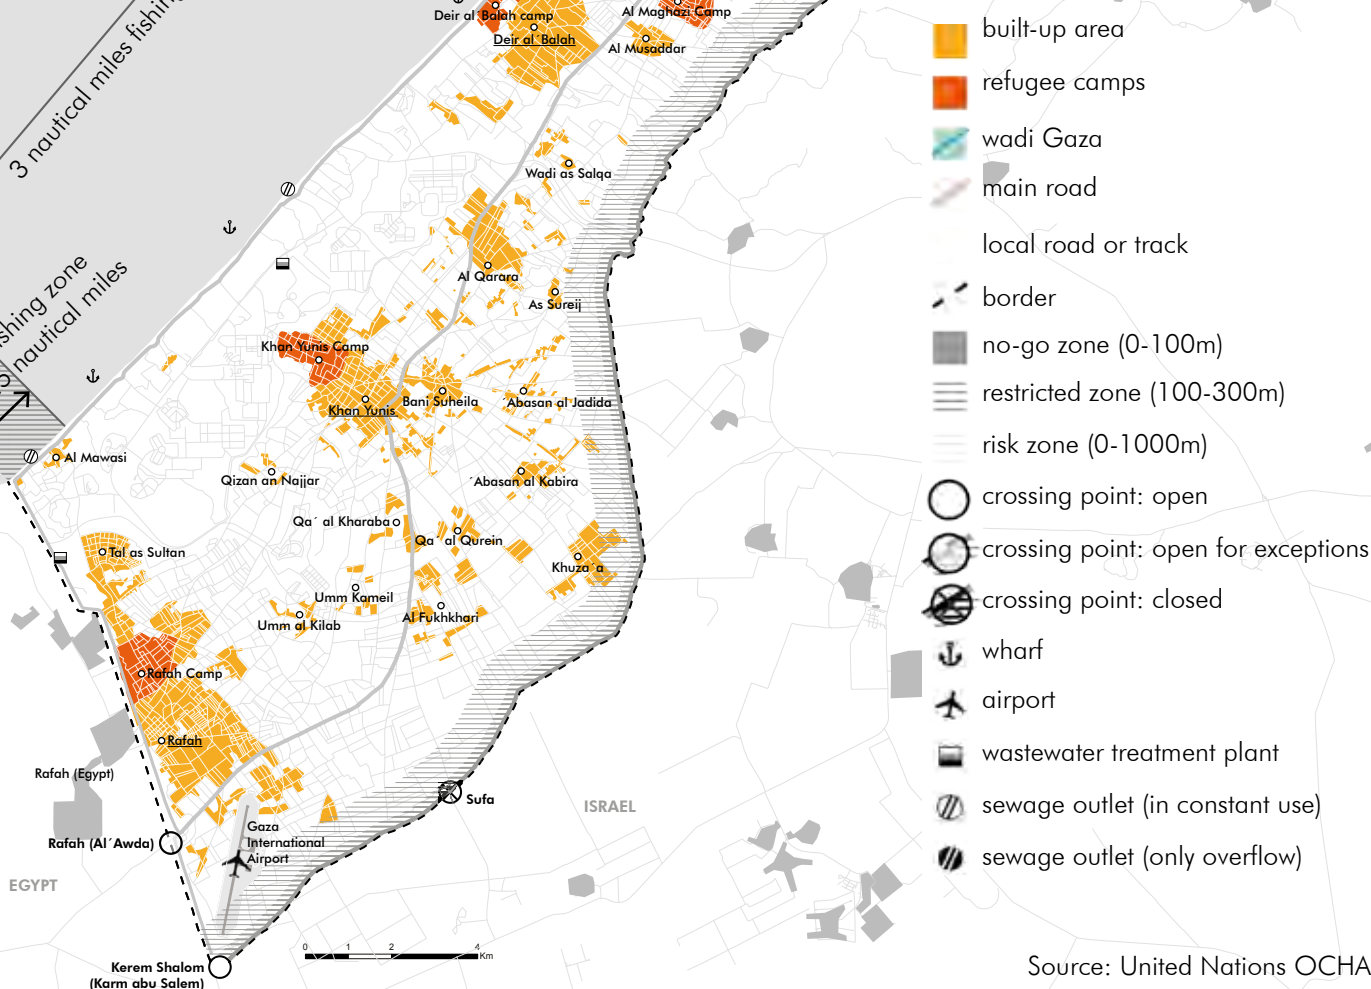 3 nautical miles fishing
shing zone
5 nautical miles
Deir al Balah camp
Deir al Balah
Al Maghazi Camp
Al Musaddar
Wadi as Salqa
Al Qarara
As Sureij
Khan Yunis Camp
Khan Yunis
Bani Suheila
´Abasan al Jadida
Al Mawasi
Qizan an Najjar
´Abasan al Kabira
Qa´ al Kharaba
Qa´ al Qurein
Tal as Sultan
Khuza´a
Umm Kameil
Umm al Kilab
Al Fukhkhari
Rafah Camp
Rafah
Rafah (Egypt)
Sufa
ISRAEL
Gaza
International
Airport
Rafah (Al´Awda)
EGYPT
0 1 2 4
Km
Kerem Shalom
(Karm abu Salem)
built-up area
refugee camps
wadi Gaza
main road
local road or track
border
no-go zone (0-100m)
restricted zone (100-300m)
risk zone (0-1000m)
crossing point: open
crossing point: open for exceptions
crossing point: closed
wharf
airport
wastewater treatment plant
sewage outlet (in constant use)
sewage outlet (only overflow)
Source: United Nations OCHA